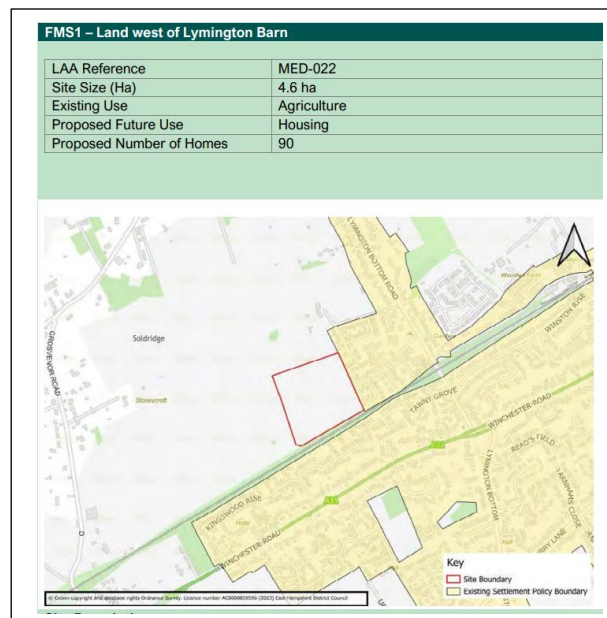 FMS1 – Land west of Lymington Barn
LAA Reference MED-022
Site Size (Ha) 4.6 ha
Existing Use Agriculture
Proposed Future Use Housing
Proposed Number of Homes 90
LYMINGTON BOTTOM ROAD
WINSTON RISE
Soldridge
GROSVENOR ROAD
Stonecroft
TAWNY GROVE
WINCHESTER ROAD
READ'S FIELD
LYMINGTON BOTTOM
KINGSWOOD RISE
WINCHESTER ROAD
Key
Site Boundary
Existing Settlement Policy Boundary
© Crown copyright and database rights Ordnance Survey. Licence number AC0000856596 (2023) East Hampshire District Council